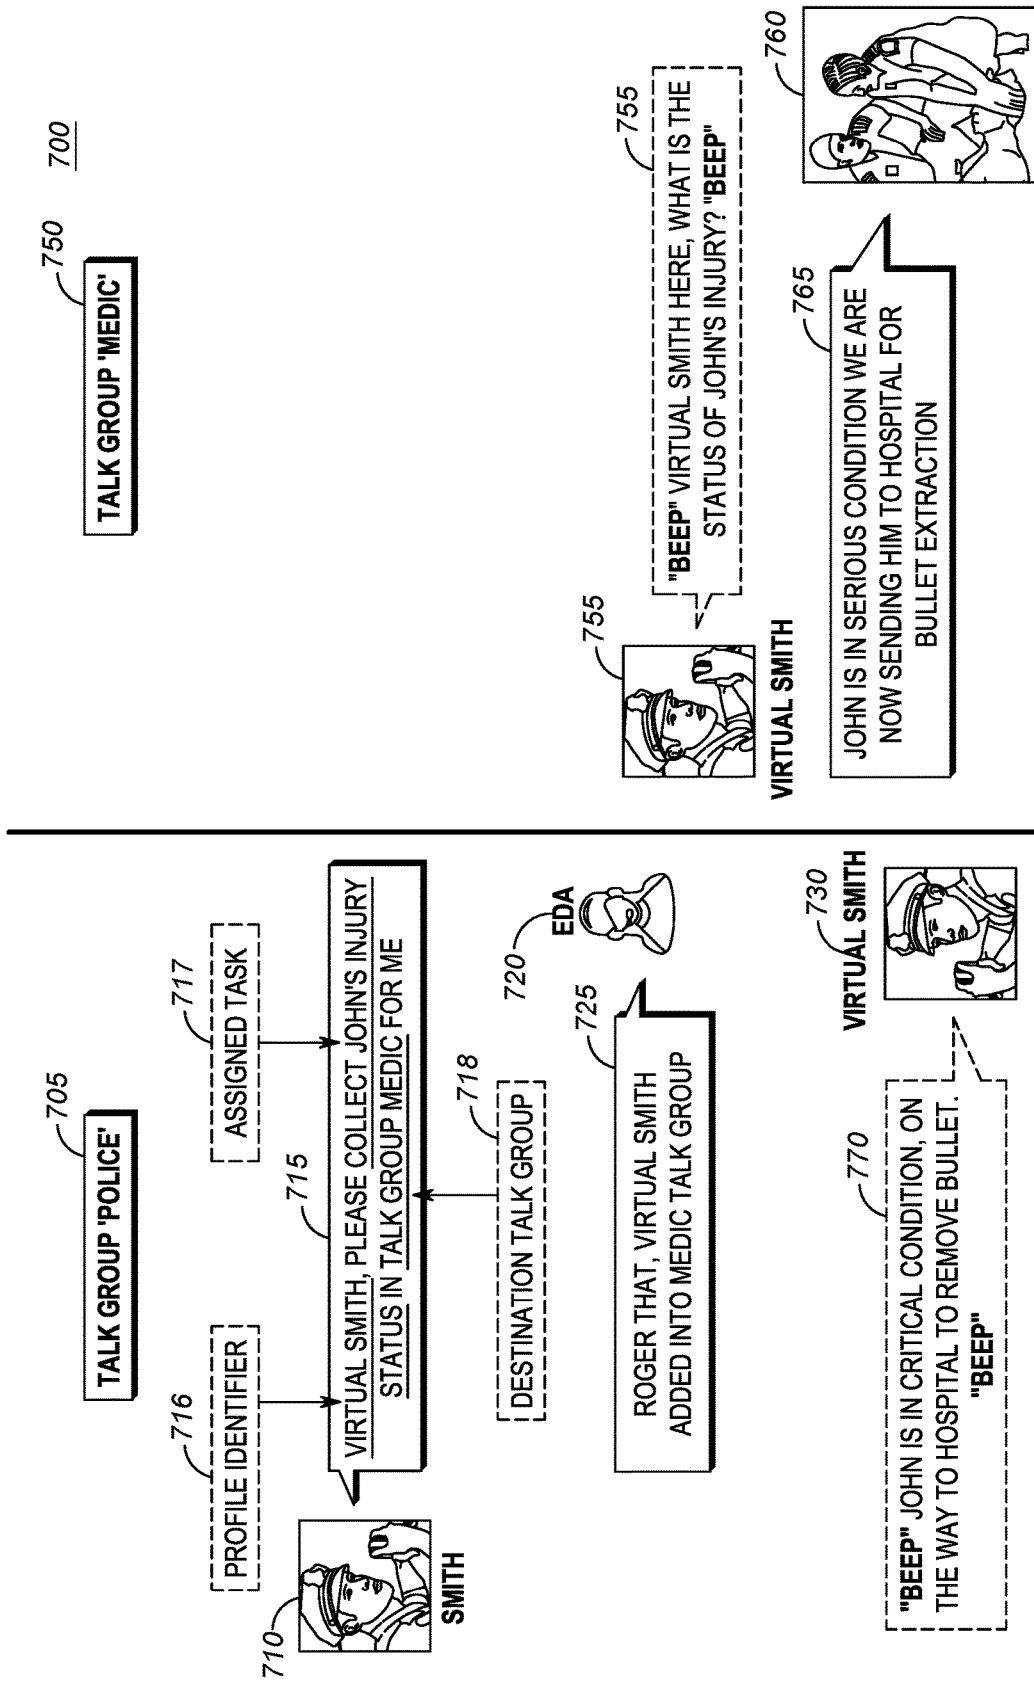 700
705
TALK GROUP 'POLICE'
716
PROFILE IDENTIFIER
717
ASSIGNED TASK
710
SMITH
715
VIRTUAL SMITH, PLEASE COLLECT JOHN'S INJURY
STATUS IN TALK GROUP MEDIC FOR ME
718
DESTINATION TALK GROUP
720
EDA
725
ROGER THAT, VIRTUAL SMITH
ADDED INTO MEDIC TALK GROUP
VIRTUAL SMITH
730
770
"BEEP" JOHN IS IN CRITICAL CONDITION, ON
THE WAY TO HOSPITAL TO REMOVE BULLET.
"BEEP"
750
TALK GROUP 'MEDIC'
755
VIRTUAL SMITH
755
"BEEP" VIRTUAL SMITH HERE, WHAT IS THE
STATUS OF JOHN'S INJURY? "BEEP"
760
765
JOHN IS IN SERIOUS CONDITION WE ARE
NOW SENDING HIM TO HOSPITAL FOR
BULLET EXTRACTION